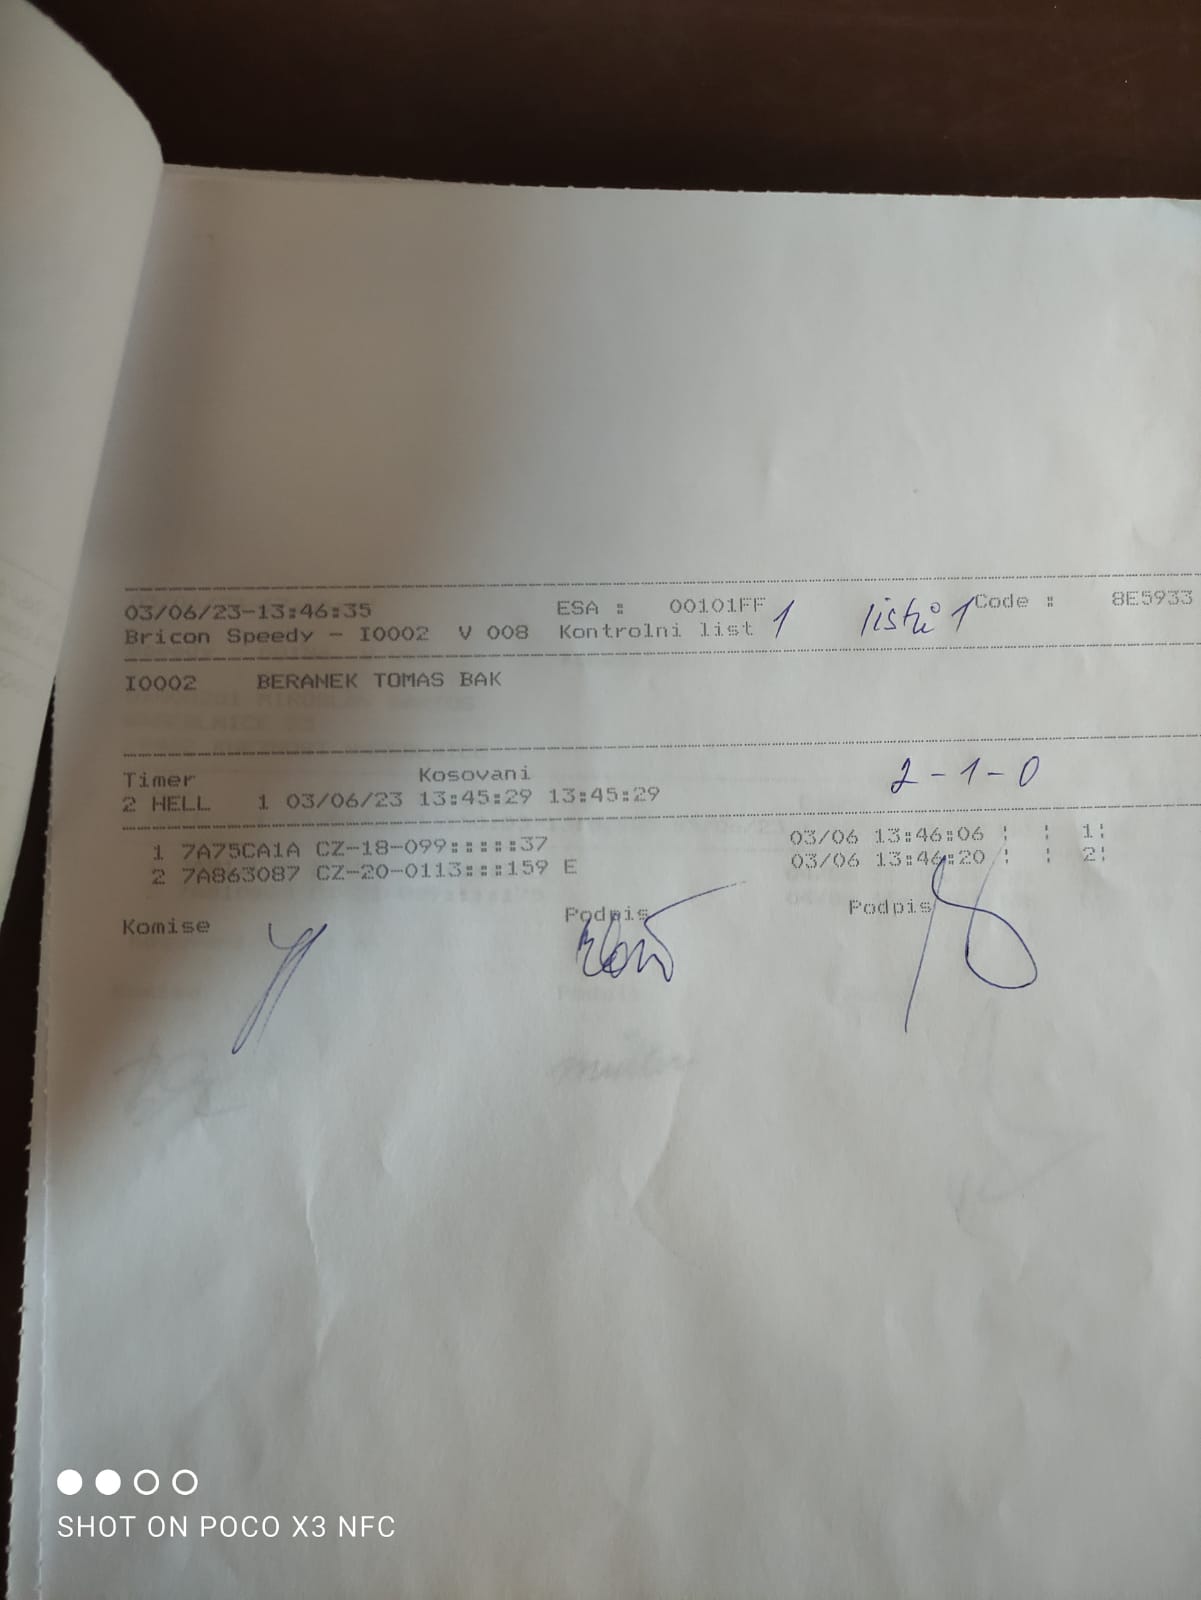 03/06/23-13:46:35 ESA : 00101FF Code : 8E5933
Bricon Speedy - I0002 V 008 Kontrolni list 1 listů 1
I0002 BERANEK TOMAS BAK
Timer Kosovani 2-1-0
2 HELL 1 03/06/23 13:45:29 13:45:29
1 7A75CA1A CZ-18-099:::::37 03/06 13:46:06 ¦ ¦ 1¦
2 7A863087 CZ-20-0113:::159 E 03/06 13:46:20 ¦ ¦ 2¦
Komise Podpis Podpis
SHOT ON POCO X3 NFC